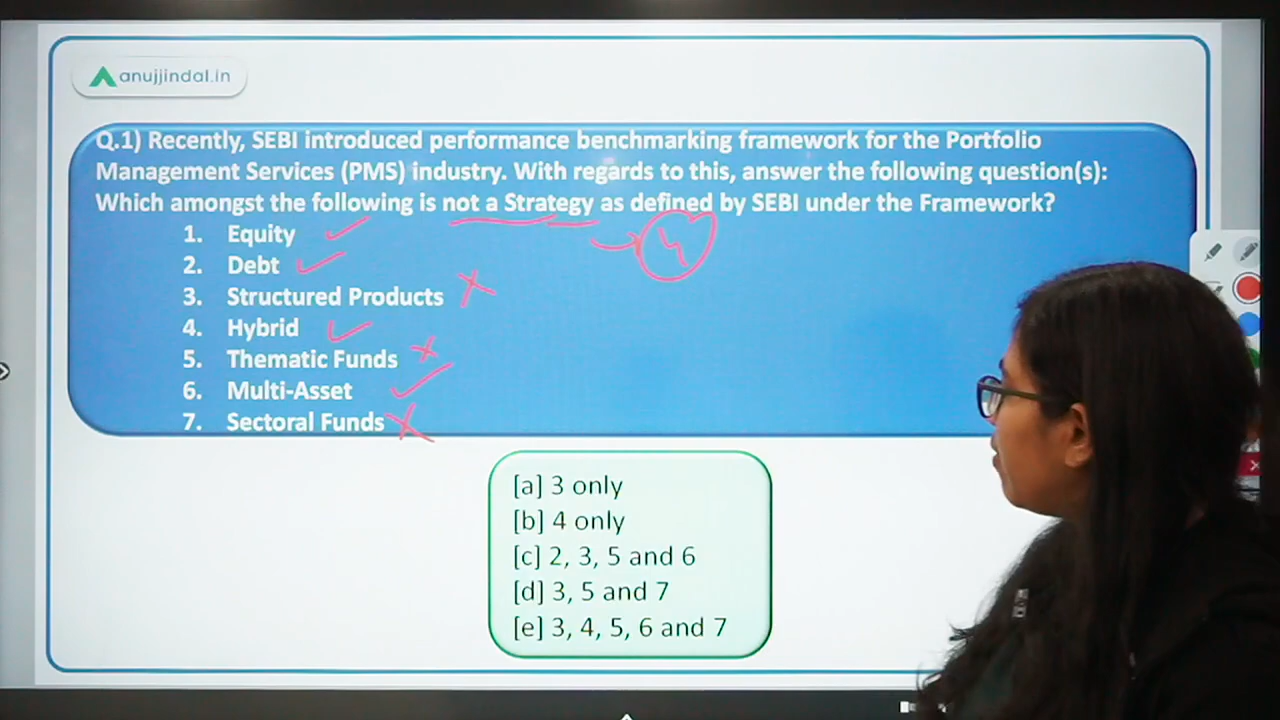 anujjindal.in
Q.1) Recently, SEBI introduced performance benchmarking framework for the Portfolio
Management Services (PMS) industry. With regards to this, answer the following question(s):
Which amongst the following is not a Strategy as defined by SEBI under the Framework?
4
1. Equity
2. Debt
3. Structured Products
4. Hybrid
5. Thematic Funds
6. Multi-Asset
7. Sectoral Funds
[a] 3 only
[b] 4 only
[c] 2, 3, 5 and 6
[d] 3, 5 and 7
[e] 3, 4, 5, 6 and 7